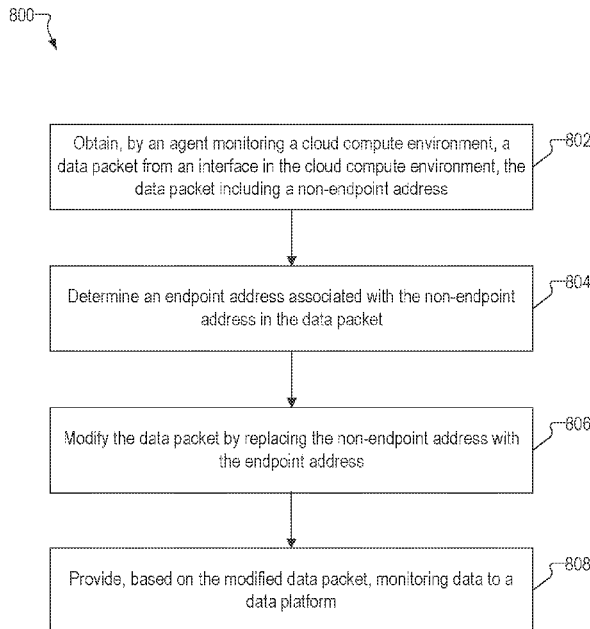 800
Obtain, by an agent monitoring a cloud compute environment, a
data packet from an interface in the cloud compute environment, the
data packet including a non-endpoint address
802
Determine an endpoint address associated with the non-endpoint
address in the data packet
804
Modify the data packet by replacing the non-endpoint address with
the endpoint address
806
Provide, based on the modified data packet, monitoring data to a
data platform
808